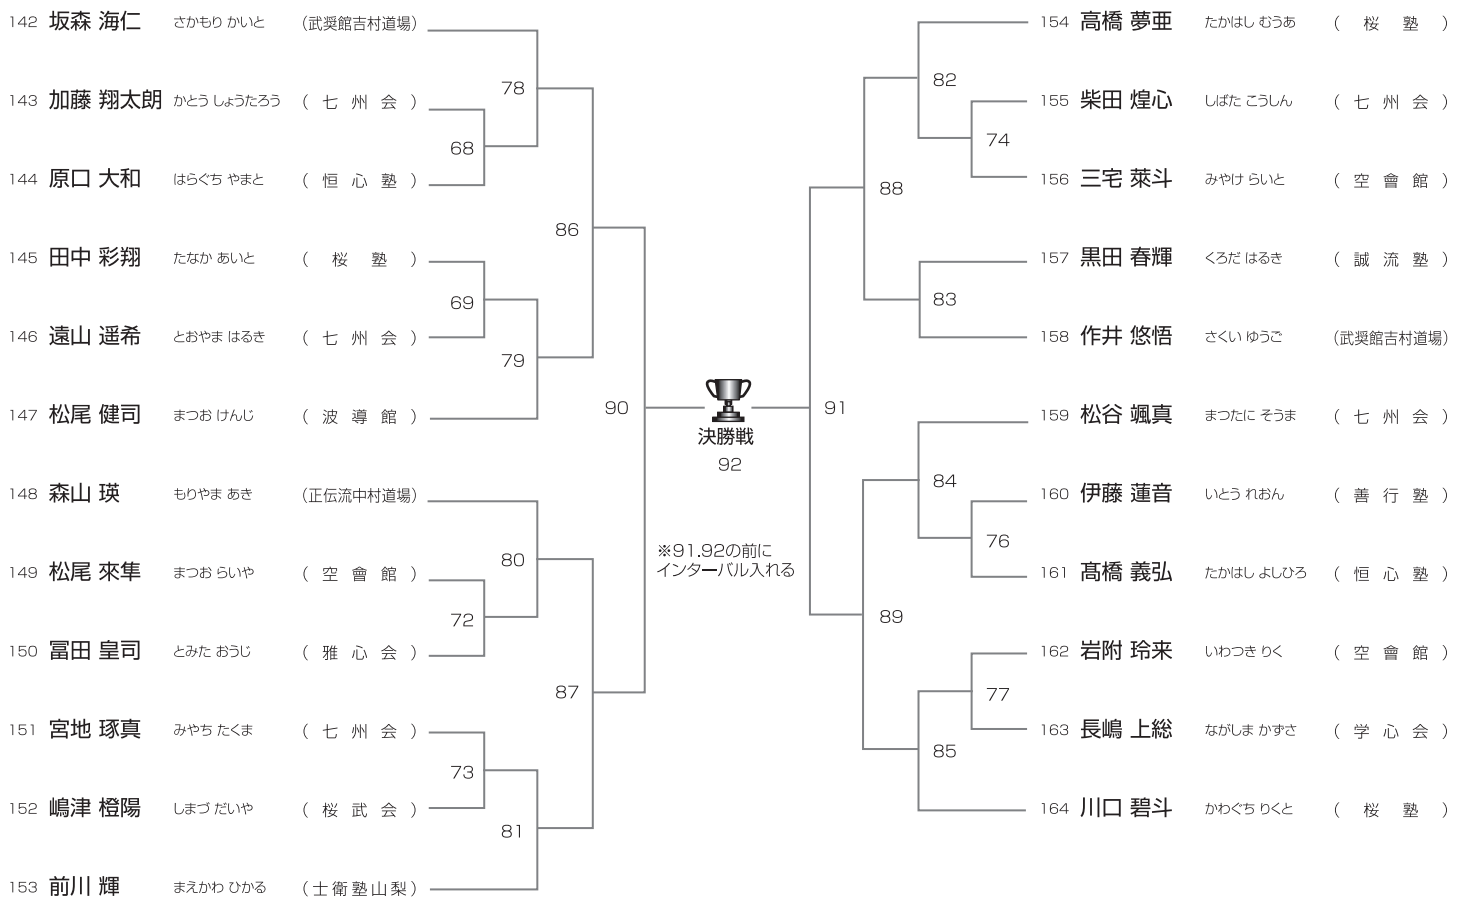 142 坂森 海仁 さかもり かいと (武奨館吉村道場)
143 加藤 翔太朗 かとう しょうたろう ( 七 州 会 )
144 原口 大和 はらぐち やまと ( 恒 心 塾 )
145 田中 彩翔 たなか あいと ( 桜 塾 )
146 遠山 遥希 とおやま はるき ( 七 州 会 )
147 松尾 健司 まつお けんじ ( 波 導 館 )
148 森山 瑛 もりやま あき (正伝流中村道場)
149 松尾 來隼 まつお らいや ( 空 會 館 )
150 冨田 皇司 とみた おうじ ( 雅 心 会 )
151 宮地 琢真 みやち たくま ( 七 州 会 )
152 嶋津 橙陽 しまづ だいや ( 桜 武 会 )
153 前川 輝 まえかわ ひかる (士衛塾山梨)
78
68
86
69
79
90
80
72
87
73
81
決勝戦
92
※91.92の前に
インターバル入れる
82
74
88
83
91
84
76
89
77
85
154 高橋 夢亜 たかはし むうあ ( 桜 塾 )
155 柴田 煌心 しばた こうしん ( 七 州 会 )
156 三宅 萊斗 みやけ らいと ( 空 會 館 )
157 黒田 春輝 くろだ はるき ( 誠 流 塾 )
158 作井 悠悟 さくい ゆうご (武奨館吉村道場)
159 松谷 颯真 まつたに そうま ( 七 州 会 )
160 伊藤 蓮音 いとう れおん ( 善 行 塾 )
161 髙橋 義弘 たかはし よしひろ ( 恒 心 塾 )
162 岩附 玲来 いわつき りく ( 空 會 館 )
163 長嶋 上総 ながしま かずさ ( 学 心 会 )
164 川口 碧斗 かわぐち りくと ( 桜 塾 )